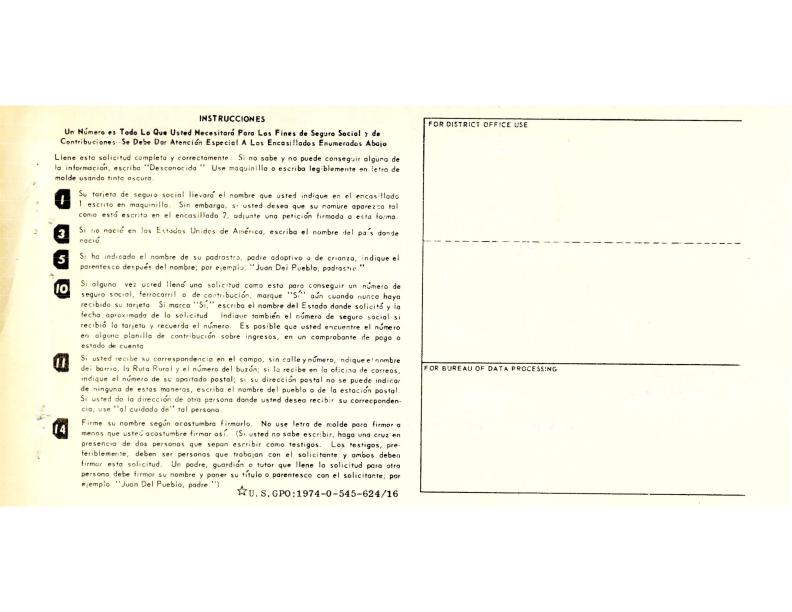 INSTRUCCIONES
Un Número es Todo Lo Que Usted Necesitará Para Los Fines de Seguro Social y de
Contribuciones--Se Debe Dar Atención Especial A Los Encasillados Enumerados Abajo
Llene esta solicitud completa y correctamente. Si no sabe y no puede conseguir alguna de
la información, escriba "Desconocida." Use maquinilla o escriba legiblemente en letra de
molde usando tinta oscura.
1 Su tarjeta de seguro social llevará el nombre que usted indique en el encasillado
1 escrito en maquinilla. Sin embargo, si usted desea que su nombre aparezca tal
como está escrito en el encasillado 2, adjunte una petición firmada a esta forma.
3 Si no nació en los Estados Unidos de América, escriba el nombre del país donde
nació.
5 Si ha indicado el nombre de su padrastro, padre adoptivo o de crianza, indique el
parentesco después del nombre; por ejemplo: "Juan Del Pueblo, padrastro."
10 Si alguna vez usted llenó una solicitud como esta para conseguir un número de
seguro social, ferrocarril o de contribución, marque "Sí" aún cuando nunca haya
recibido su tarjeta. Si marca "Sí," escriba el nombre del Estado donde solicitó y la
fecha aproximada de la solicitud. Indique también el número de seguro social si
recibió la tarjeta y recuerda el número. Es posible que usted encuentre el número
en alguna planilla de contribución sobre ingresos, en un comprobante de pago o
estado de cuenta.
11 Si usted recibe su correspondencia en el campo, sin calle y número, indique el nombre
del barrio, la Ruta Rural y el número del buzón; si la recibe en la oficina de correos,
indique el número de su apartado postal; si su dirección postal no se puede indicar
de ninguna de estas maneras, escriba el nombre del pueblo o de la estación postal.
Si usted da la dirección de otra persona donde usted desea recibir su corresponden-
cia, use "al cuidado de" tal persona.
14 Firme su nombre según acostumbra firmarlo. No use letra de molde para firmar a
menos que usted acostumbre firmar así. (Si usted no sabe escribir, haga una cruz en
presencia de dos personas que sepan escribir como testigos. Los testigos, pre-
feriblemente, deben ser personas que trabajan con el solicitante y ambos deben
firmar esta solicitud. Un padre, guardián o tutor que llene la solicitud para otra
persona debe firmar su nombre y poner su título o parentesco con el solicitante; por
ejemplo "Juan Del Pueblo, padre.")
☆U.S.GPO:1974-0-545-624/16
FOR DISTRICT OFFICE USE
FOR BUREAU OF DATA PROCESSING